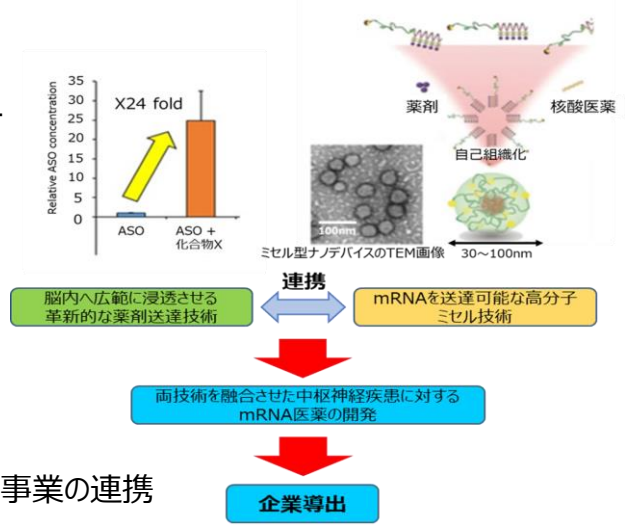 Relative ASO concentration
35
30
25
20
15
10
5
0
X24 fold
ASO
ASO +
化合物X
薬剤
核酸医薬
自己組織化
100nm
ミセル型ナノデバイスのTEM画像
30～100nm
連携
脳内へ広範に浸透させる
革新的な薬剤送達技術
mRNAを送達可能な高分子
ミセル技術
両技術を融合させた中枢神経疾患に対する
mRNA医薬の開発
事業の連携
企業導出